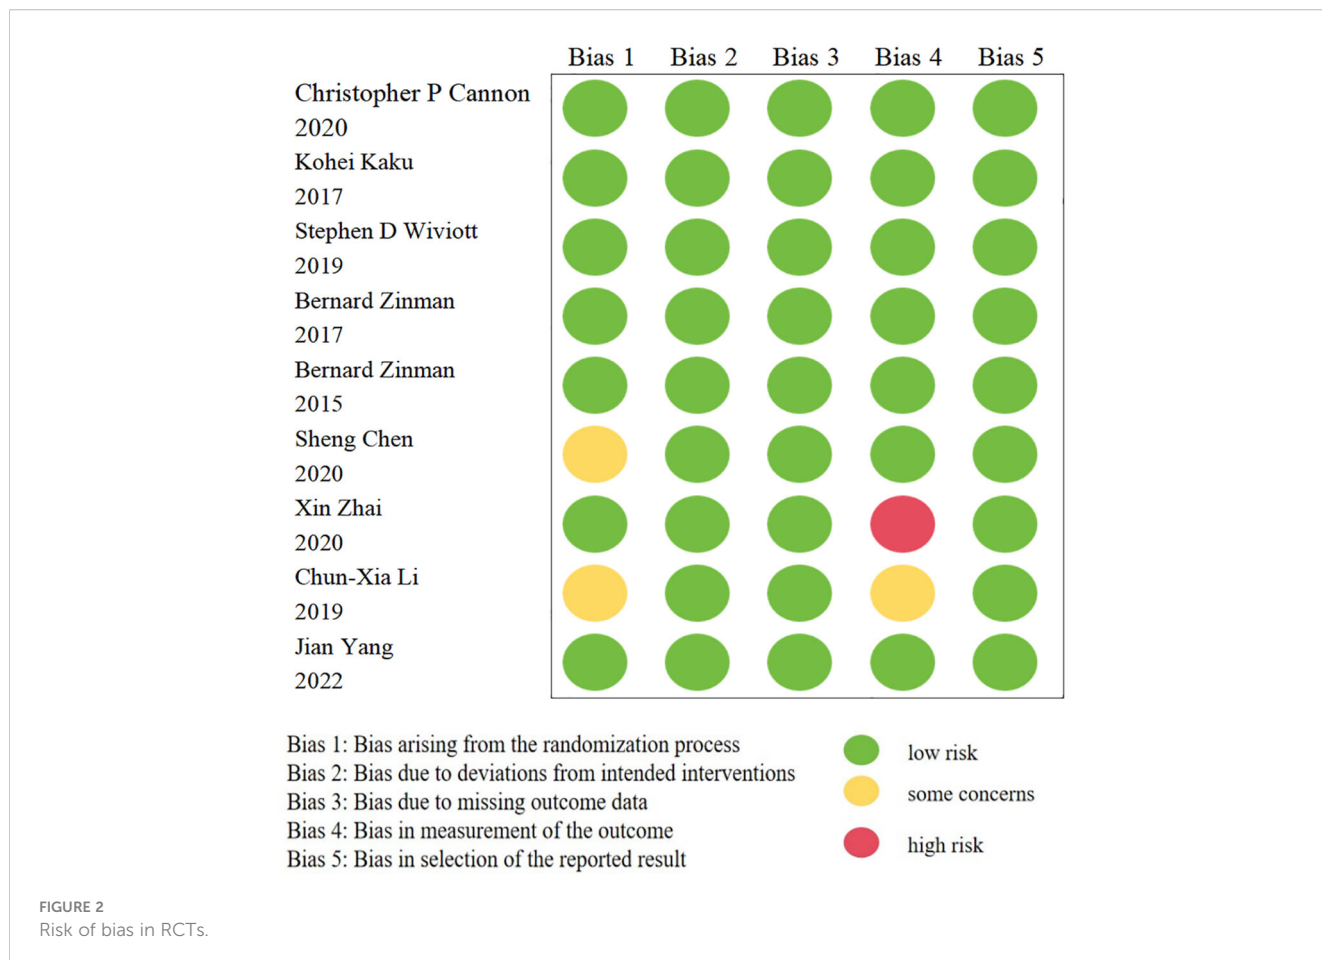 Bias 1 Bias 2 Bias 3 Bias 4 Bias 5
Christopher P Cannon
2020
Kohei Kaku
2017
Stephen D Wiviott
2019
Bernard Zinman
2017
Bernard Zinman
2015
Sheng Chen
2020
Xin Zhai
2020
Chun-Xia Li
2019
Jian Yang
2022
Bias 1: Bias arising from the randomization process
Bias 2: Bias due to deviations from intended interventions
Bias 3: Bias due to missing outcome data
Bias 4: Bias in measurement of the outcome
Bias 5: Bias in selection of the reported result
low risk
some concerns
high risk
FIGURE 2
Risk of bias in RCTs.